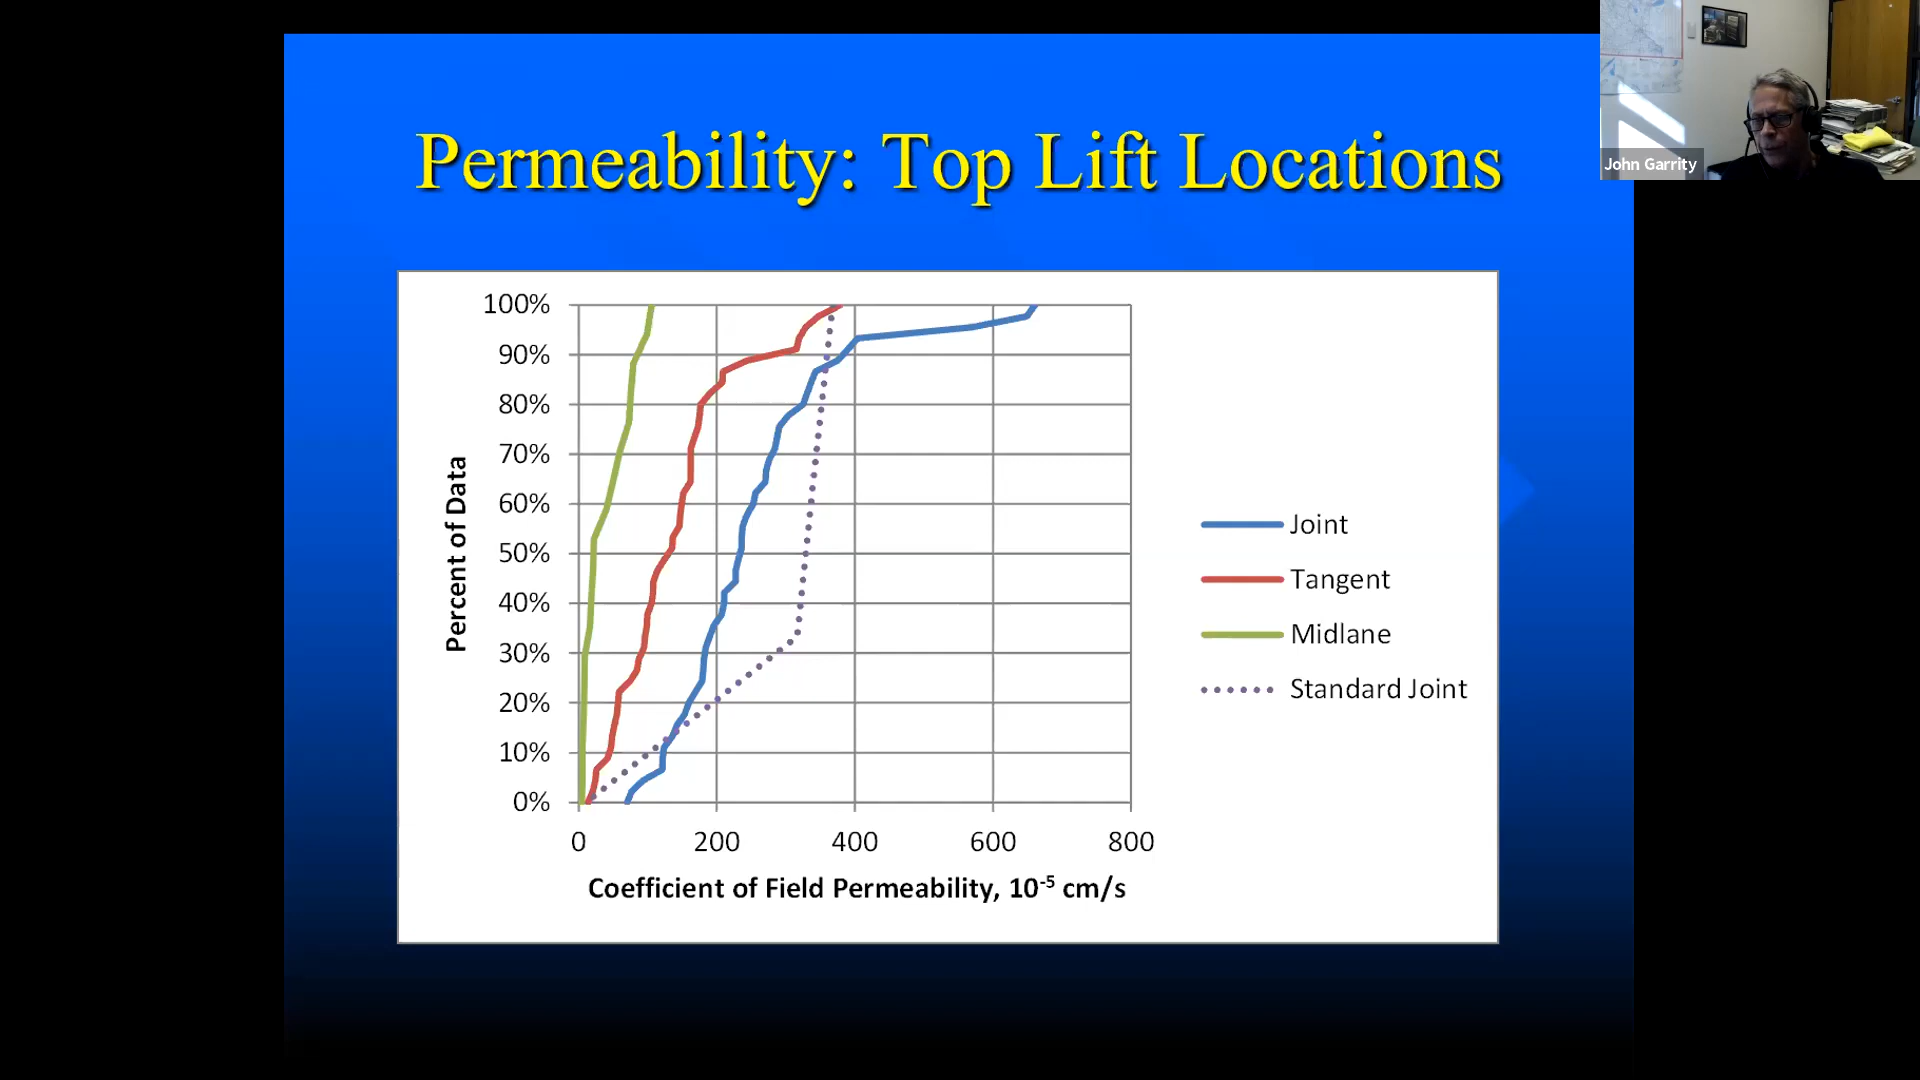 Permeability: Top Lift Locations
John Garrity
100%
90%
80%
70%
60%
50%
40%
30%
20%
10%
0%
Percent of Data
0 200 400 600 800
Coefficient of Field Permeability, 10⁻⁵ cm/s
Joint
Tangent
Midlane
Standard Joint